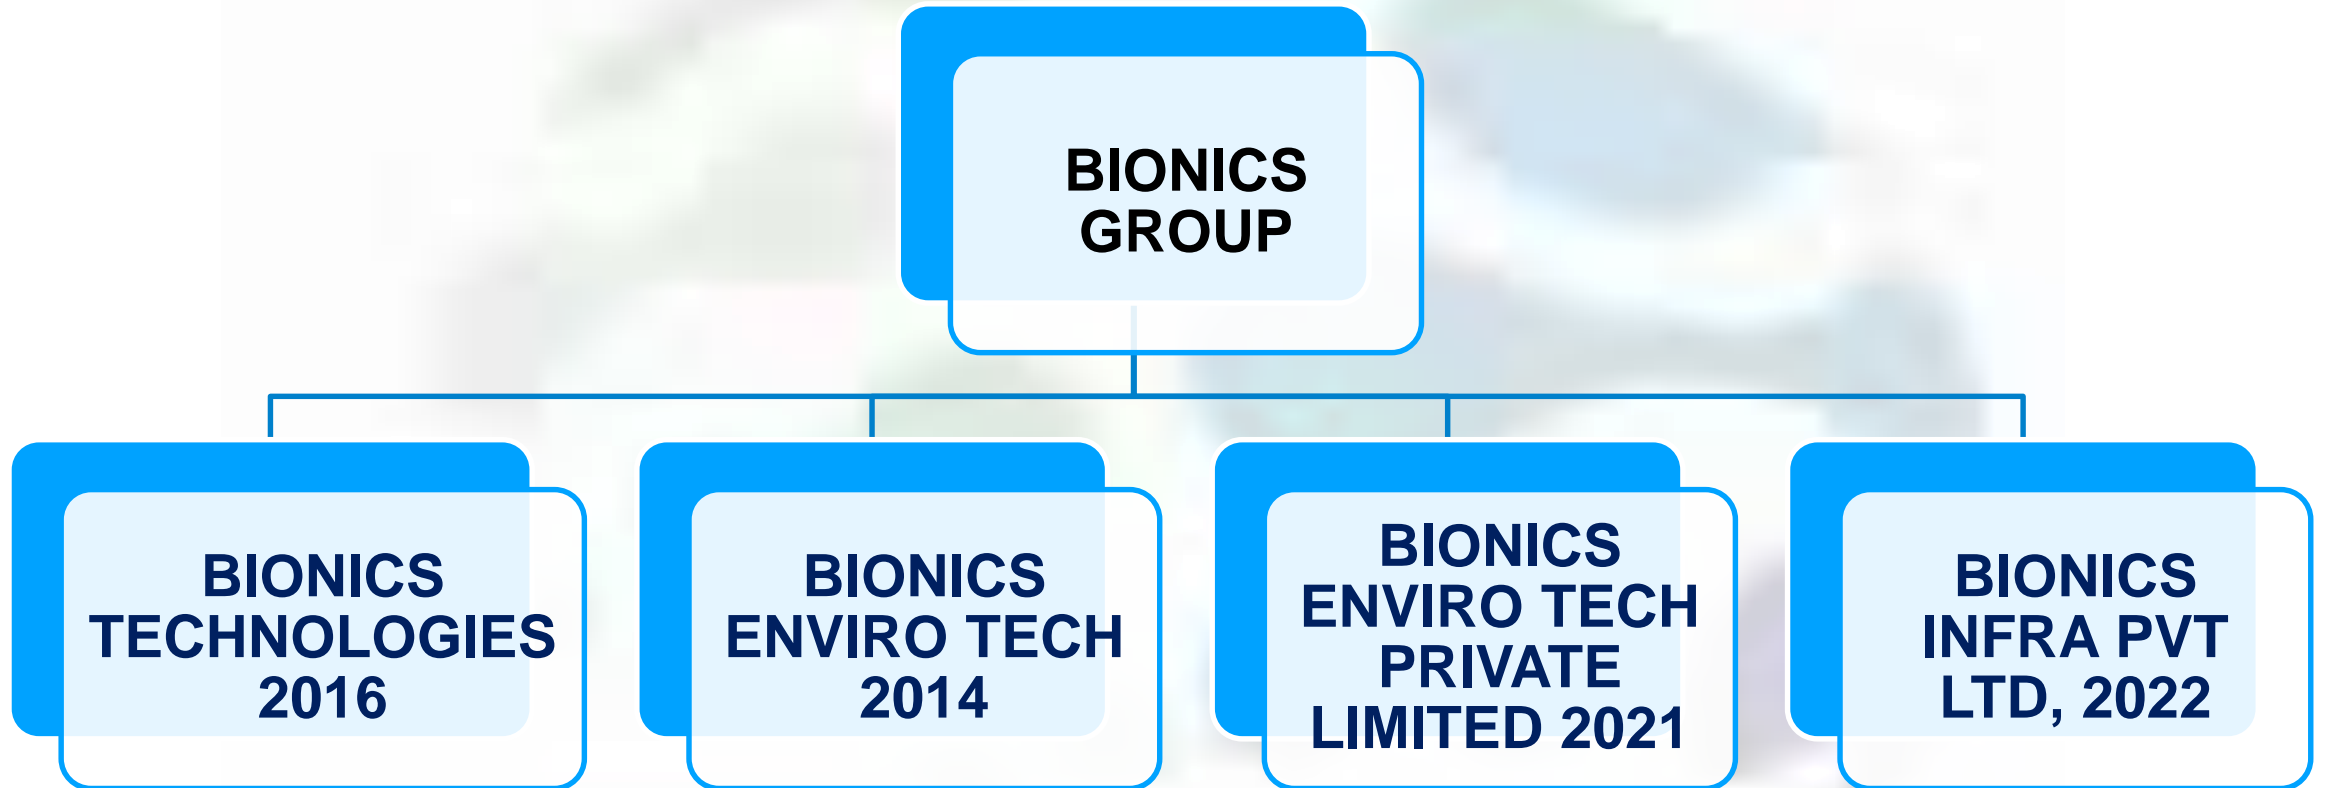 BIONICS
GROUP
BIONICS
TECHNOLOGIES
2016
BIONICS
ENVIRO TECH
2014
BIONICS
ENVIRO TECH
PRIVATE
LIMITED 2021
BIONICS
INFRA PVT
LTD, 2022